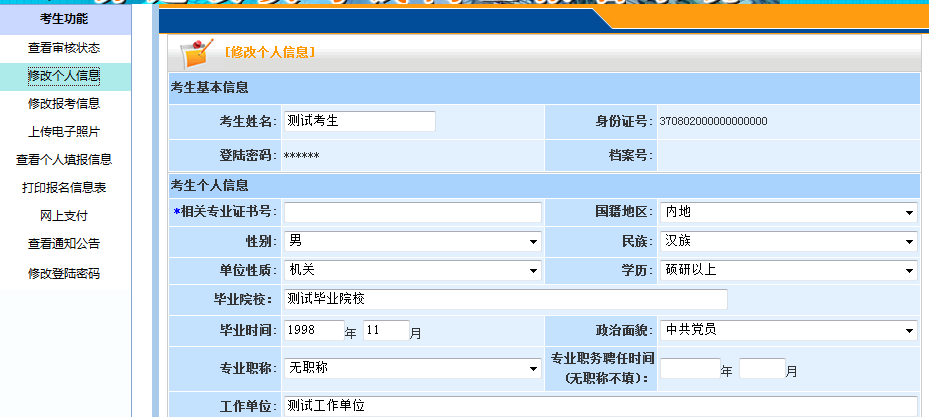 考生功能
查看审核状态
修改个人信息
修改报考信息
上传电子照片
查看个人填报信息
打印报名信息表
网上支付
查看通知公告
修改登陆密码
[修改个人信息]
考生基本信息
考生姓名: 测试考生 身份证号: 370802000000000000
登陆密码: ****** 档案号:
考生个人信息
*相关专业证书号: 国籍地区: 内地
性别: 男 民族: 汉族
单位性质: 机关 学历: 硕研以上
毕业院校: 测试毕业院校
毕业时间: 1998 年 11 月 政治面貌: 中共党员
专业职称: 无职称 专业职务聘任时间 年 月
(无职称不填):
工作单位: 测试工作单位